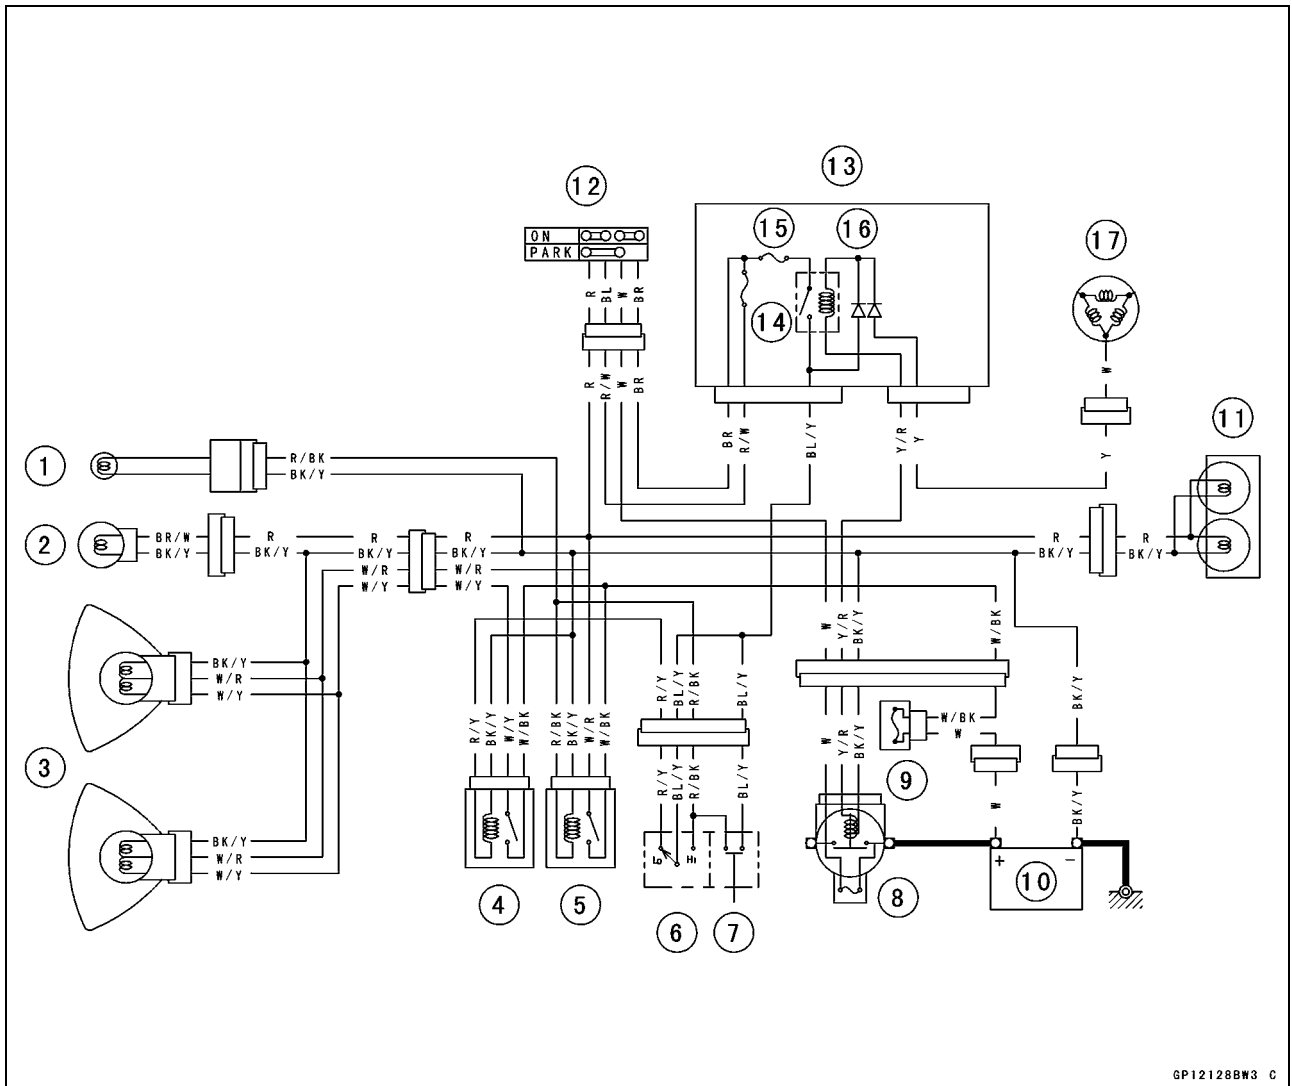 13
12
15
16
17
ON
PARK
14
R
BL
W
BR
W
R
R/W
W
BR
11
BR
R/W
BL/Y
Y/R
Y
Y
1
R/BK
BK/Y
2
BR/W
R
R
R
R
R
BK/Y
BK/Y
BK/Y
BK/Y
BK/Y
BK/Y
W/R
W/R
W/Y
W/Y
W
Y/R
BK/Y
W/BK
BK/Y
W/R
W/Y
R/Y
BL/Y
R/BK
BL/Y
BK/Y
R/Y
BK/Y
W/Y
W/BK
R/BK
BK/Y
W/R
W/BK
W
Y/R
BK/Y
W/BK
W
3
9
R/Y
BL/Y
R/BK
BL/Y
W
BK/Y
BK/Y
W/R
W/Y
Lo
Hi
+
-
10
4
5
8
6
7
GP12128BW3 C